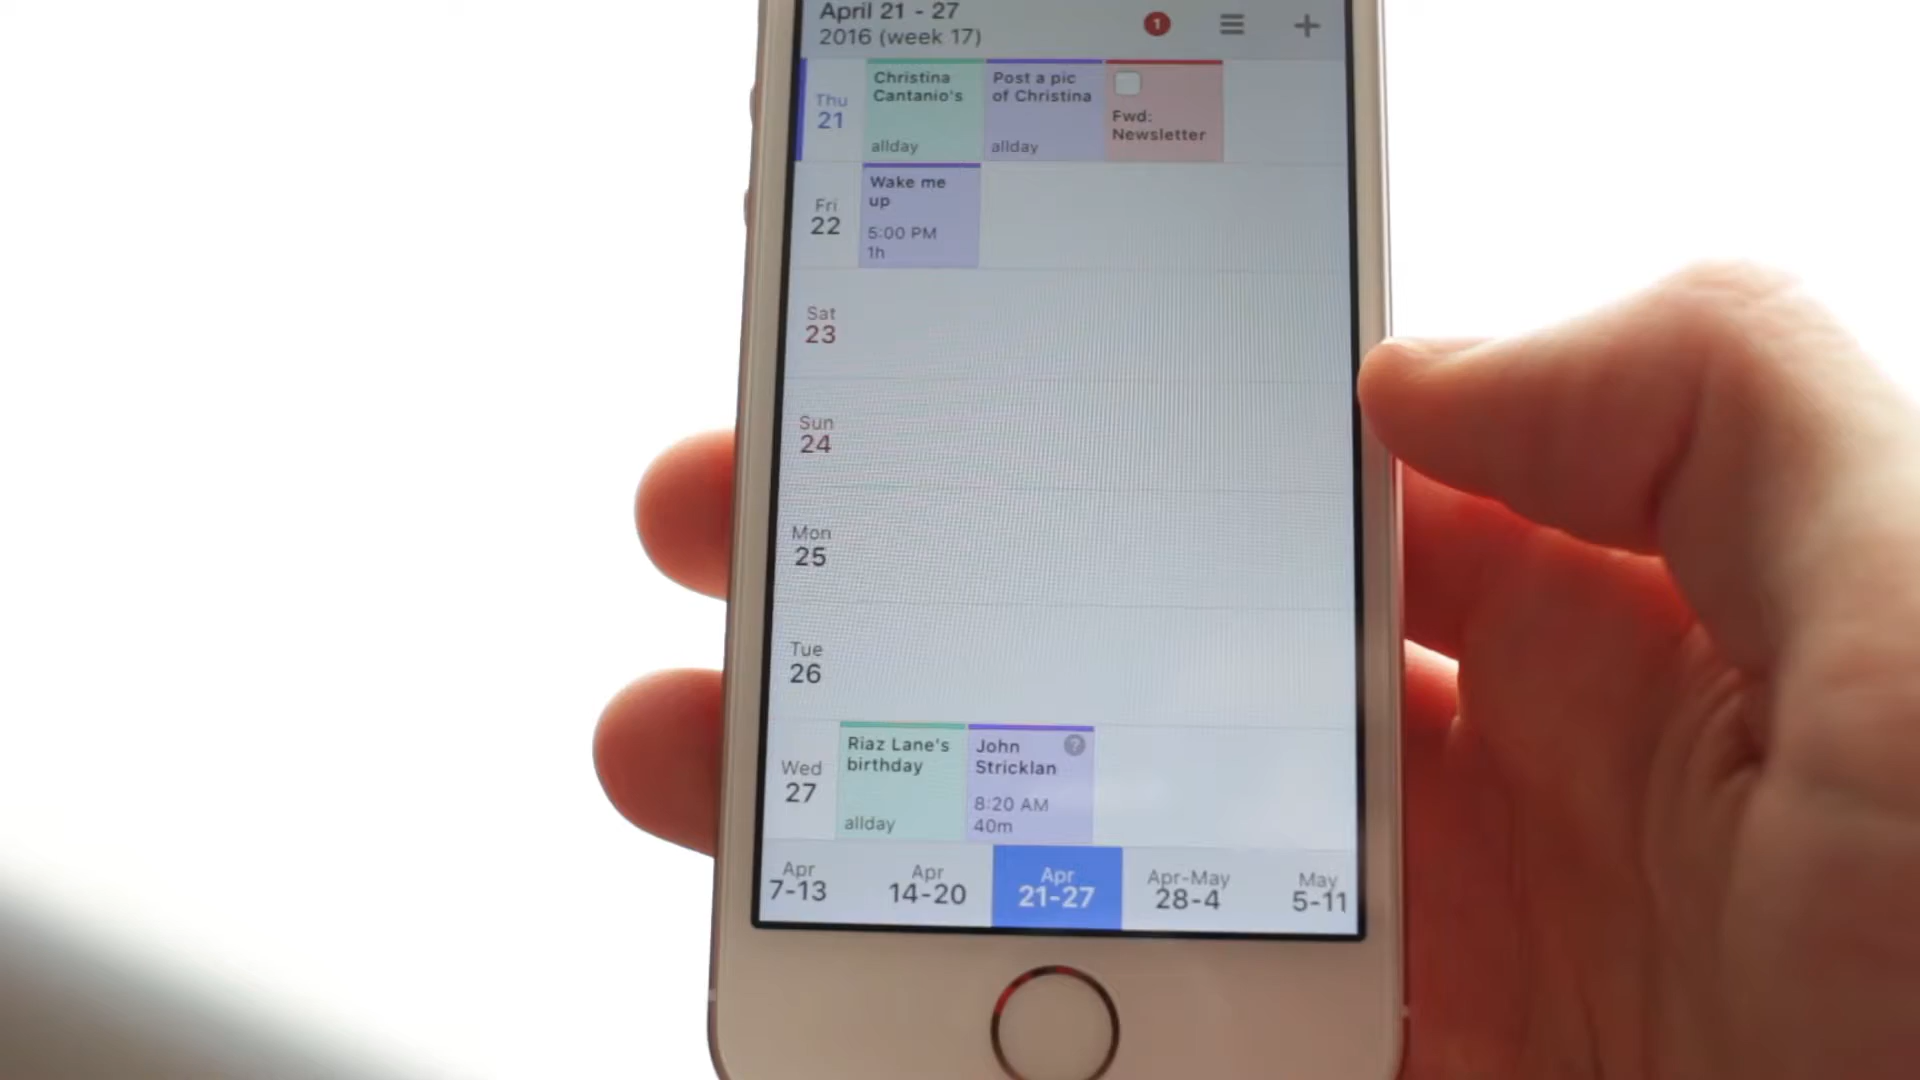 April 21 - 27
2016 (week 17)
1
Thu
21
Christina
Cantanio's
allday
Post a pic
of Christina
allday
Fwd:
Newsletter
Fri
22
Wake me
up
5:00 PM
1h
Sat
23
Sun
24
Mon
25
Tue
26
Wed
27
Riaz Lane's
birthday
allday
John
Stricklan
?
8:20 AM
40m
Apr
7-13
Apr
14-20
Apr
21-27
Apr-May
28-4
May
5-11